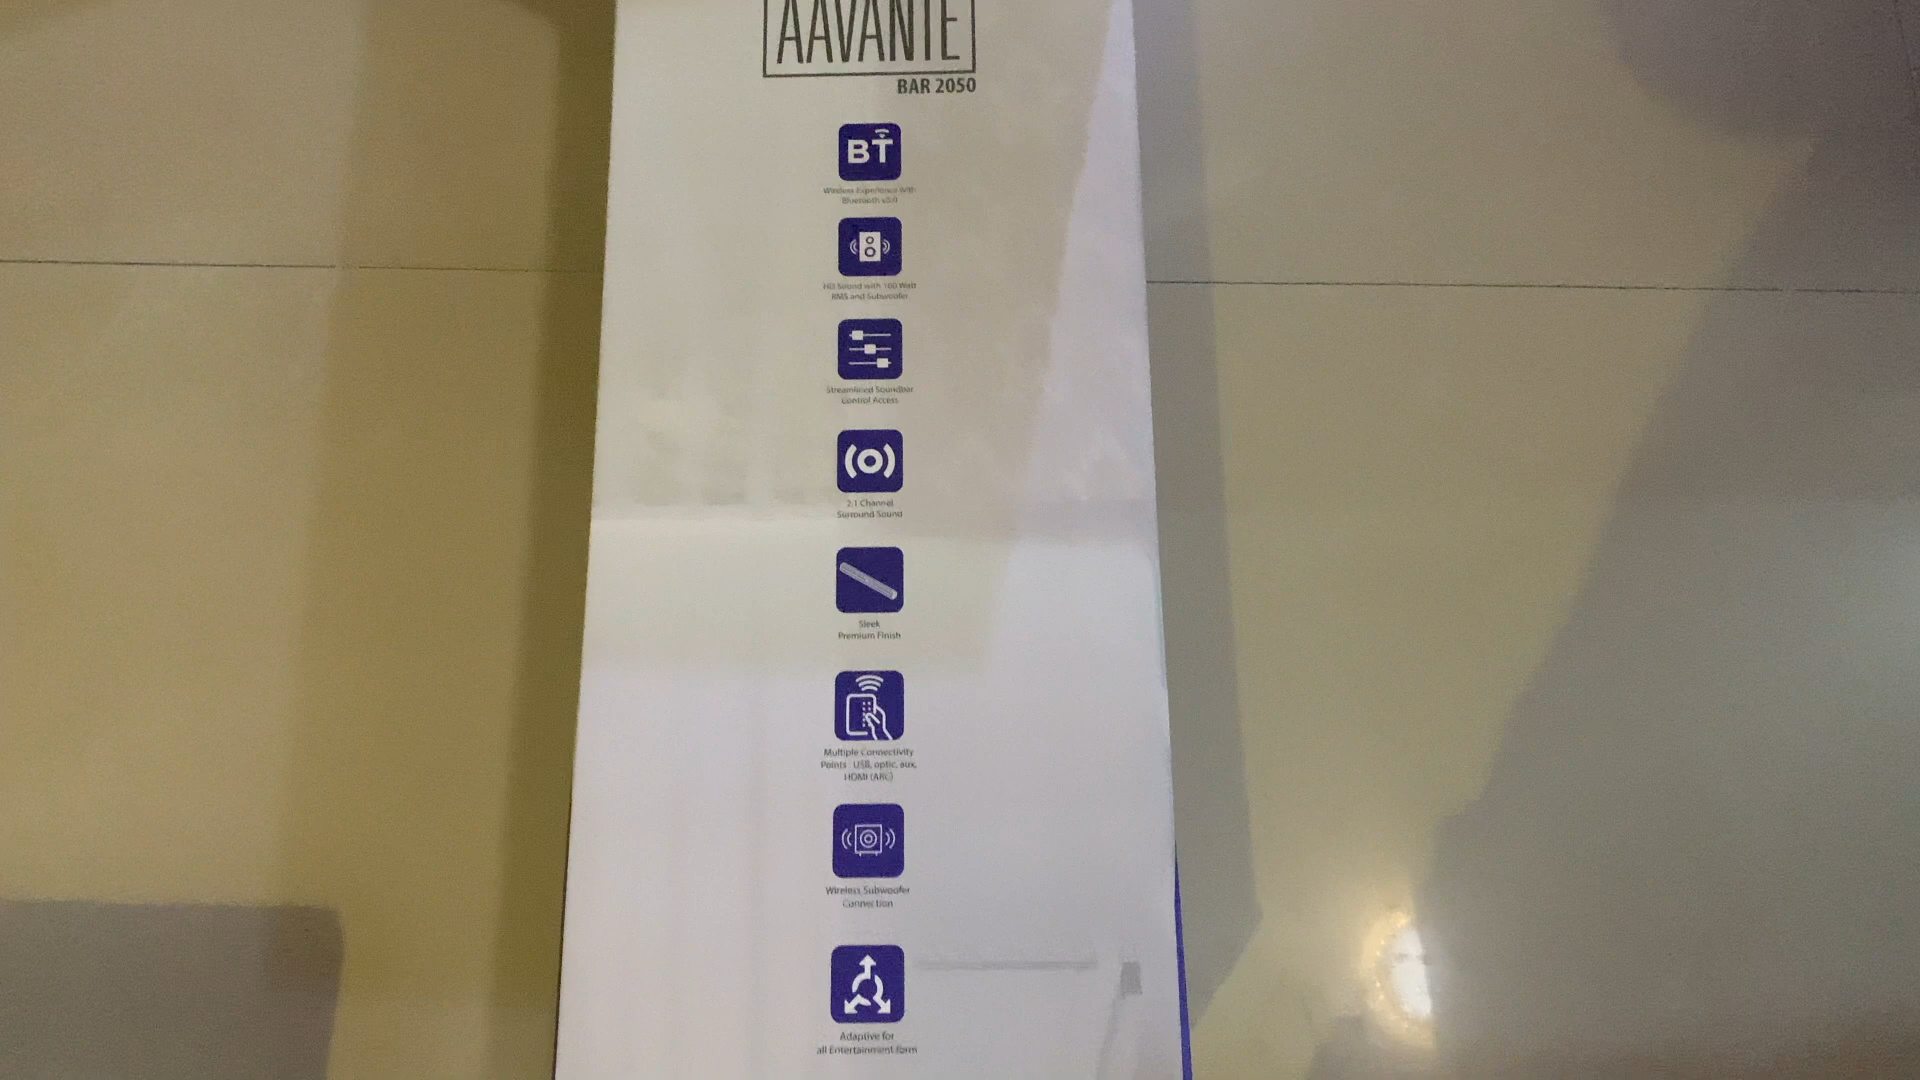 AAVANTE
BAR 2050
BT
Wireless Experience with
Bluetooth v5.0
HD Sound with 100 Watt
RMS and Subwoofer
Streamlined Soundbar
Control Access
2.1 Channel
Surround Sound
Sleek
Premium Finish
Multiple Connectivity
Points : USB, optic, aux,
HDMI (ARC)
Wireless Subwoofer
Connection
Adaptive for
all Entertainment form